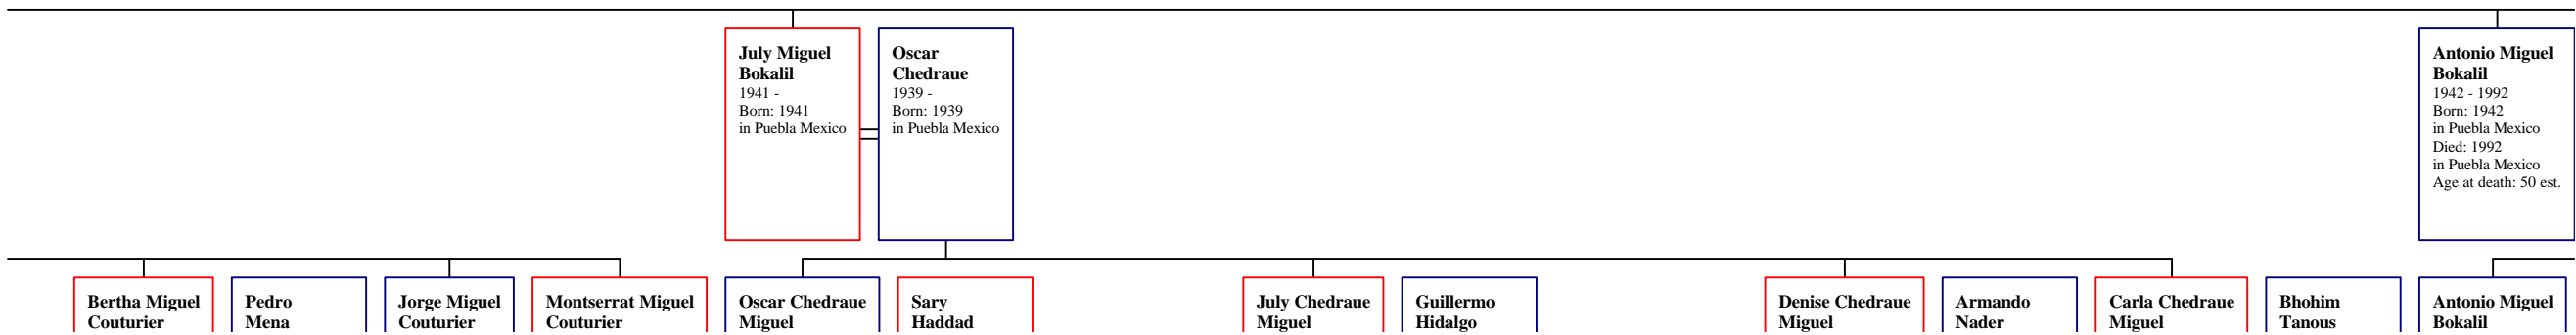 July Miguel
Bokalil
1941 -
Born: 1941
in Puebla Mexico
Oscar
Chedraue
1939 -
Born: 1939
in Puebla Mexico
Antonio Miguel
Bokalil
1942 - 1992
Born: 1942
in Puebla Mexico
Died: 1992
in Puebla Mexico
Age at death: 50 est.
Bertha Miguel
Couturier
Pedro
Mena
Jorge Miguel
Couturier
Montserrat Miguel
Couturier
Oscar Chedraue
Miguel
Sary
Haddad
July Chedraue
Miguel
Guillermo
Hidalgo
Denise Chedraue
Miguel
Armando
Nader
Carla Chedraue
Miguel
Bhohim
Tanous
Antonio Miguel
Bokalil